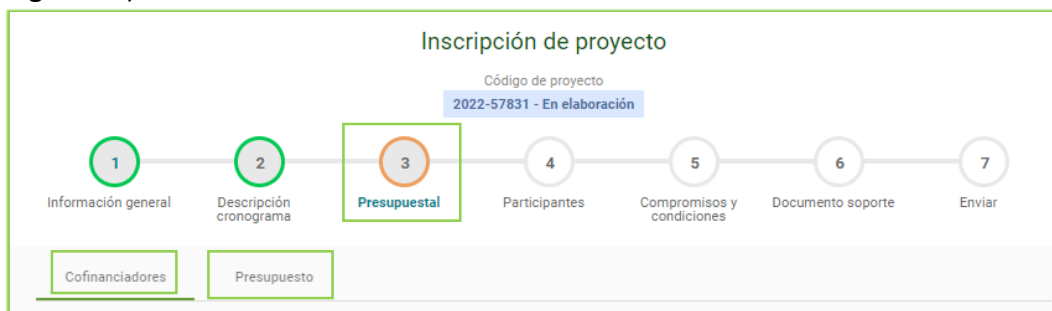 Inscripción de proyecto
Código de proyecto
2022-57831 - En elaboración
1 2 3 4 5 6 7
Información general
Descripción cronograma
Presupuestal
Participantes
Compromisos y condiciones
Documento soporte
Enviar
Cofinanciadores
Presupuesto